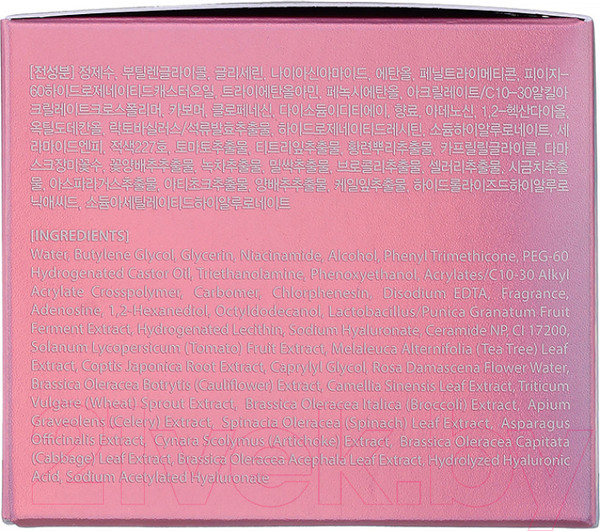 [전성분] 정제수, 부틸렌글라이콜, 글리세린, 나이아신아마이드, 에탄올, 페닐트라이메티콘, 피이지-
60하이드로제네이티드캐스터오일, 트라이에탄올아민, 페녹시에탄올, 아크릴레이트/C10-30알킬아
크릴레이트크로스폴리머, 카보머, 클로페네신, 다이소듐이디티에이, 향료, 아데노신, 1,2-헥산다이올,
옥틸도데칸올, 락토바실러스/석류발효추출물, 하이드로제네이티드레시틴, 소듐하이알루로네이트, 세
라마이드엔피, 적색227호, 토마토추출물, 티트리잎추출물, 황련뿌리추출물, 카프릴릴글라이콜, 다마
스크장미꽃수, 꽃양배추추출물, 녹차추출물, 밀싹추출물, 브로콜리추출물, 셀러리추출물, 시금치추출
물, 아스파라거스추출물, 아티초크추출물, 양배추추출물, 케일잎추출물, 하이드롤라이즈드하이알루로
닉애씨드, 소듐아세틸레이티드하이알루로네이트
[INGREDIENTS]
Water, Butylene Glycol, Glycerin, Niacinamide, Alcohol, Phenyl Trimethicone, PEG-60
Hydrogenated Castor Oil, Triethanolamine, Phenoxyethanol, Acrylates/C10-30 Alkyl
Acrylate Crosspolymer, Carbomer, Chlorphenesin, Disodium EDTA, Fragrance,
Adenosine, 1,2-Hexanediol, Octyldodecanol, Lactobacillus/Punica Granatum Fruit
Ferment Extract, Hydrogenated Lecithin, Sodium Hyaluronate, Ceramide NP, CI 17200,
Solanum Lycopersicum (Tomato) Fruit Extract, Melaleuca Alternifolia (Tea Tree) Leaf
Extract, Coptis Japonica Root Extract, Caprylyl Glycol, Rosa Damascena Flower Water,
Brassica Oleracea Botrytis (Cauliflower) Extract, Camellia Sinensis Leaf Extract, Triticum
Vulgare (Wheat) Sprout Extract, Brassica Oleracea Italica (Broccoli) Extract, Apium
Graveolens (Celery) Extract, Spinacia Oleracea (Spinach) Leaf Extract, Asparagus
Officinalis Extract, Cynara Scolymus (Artichoke) Extract, Brassica Oleracea Capitata
(Cabbage) Leaf Extract, Brassica Oleracea Acephala Leaf Extract, Hydrolyzed Hyaluronic
Acid, Sodium Acetylated Hyaluronate
21vek.by